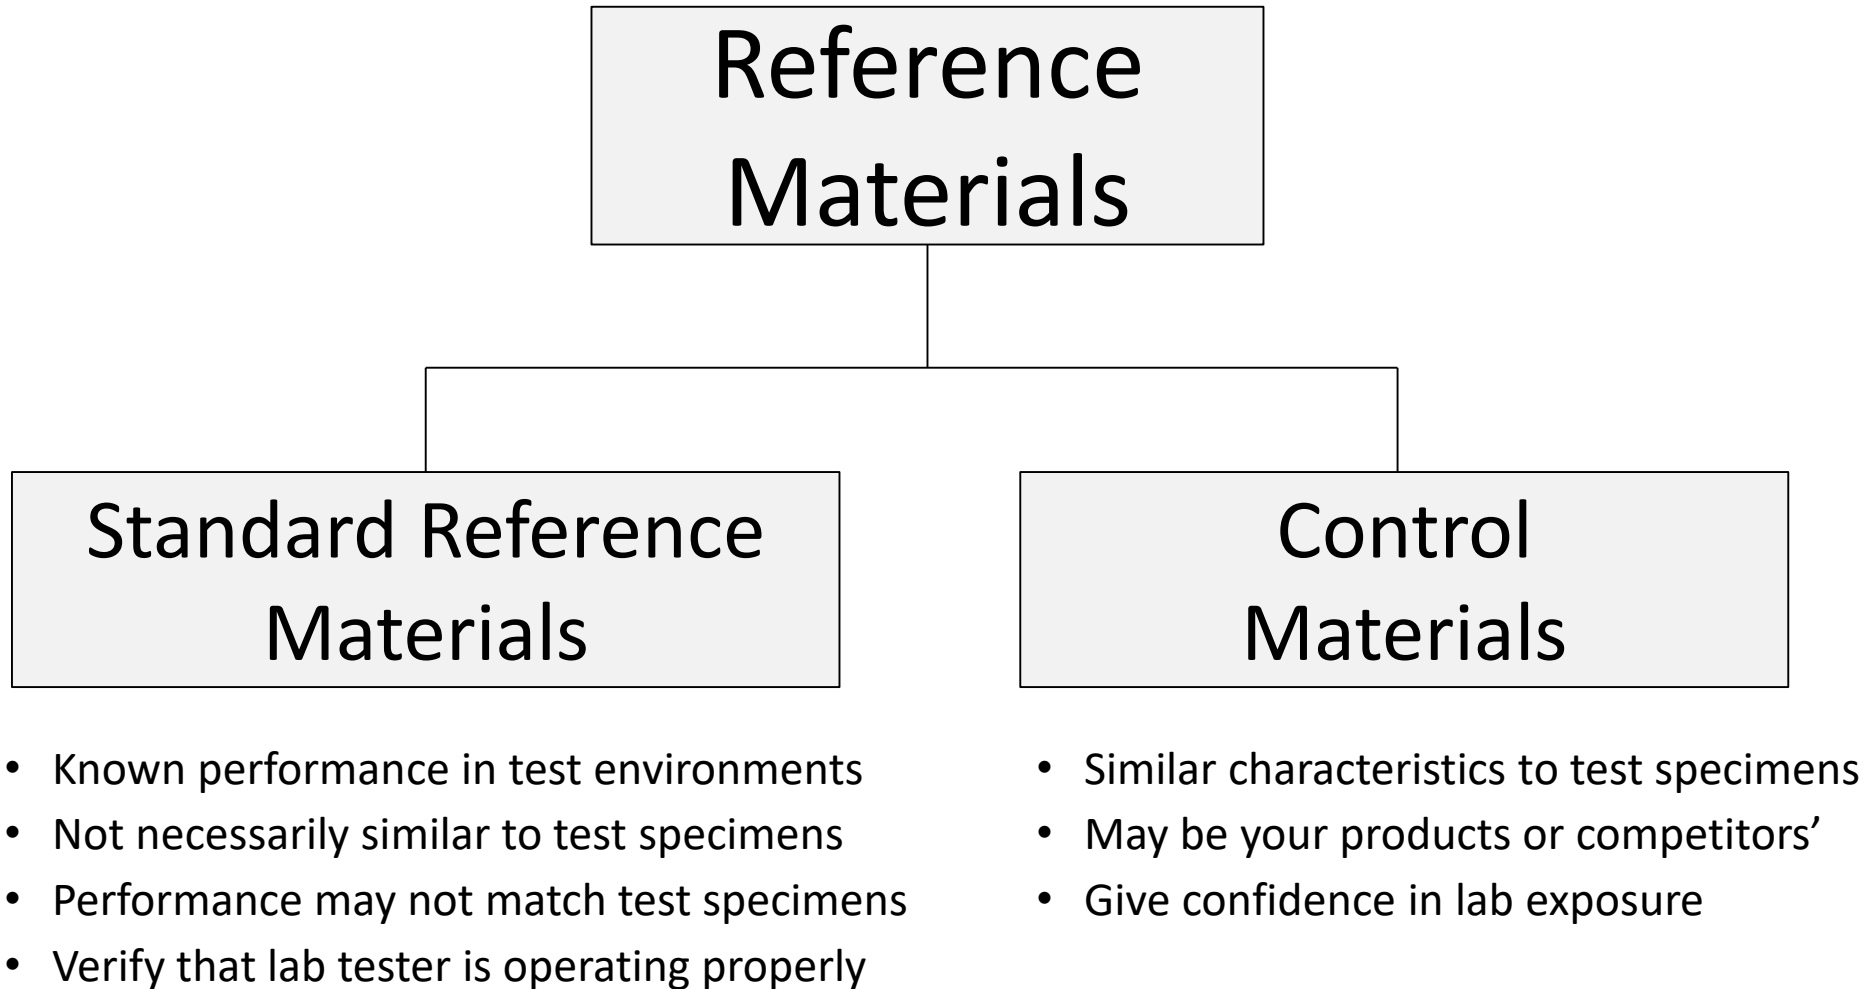 Reference
Materials
Standard Reference
Materials
• Known performance in test environments
• Not necessarily similar to test specimens
• Performance may not match test specimens
• Verify that lab tester is operating properly
Control
Materials
• Similar characteristics to test specimens
• May be your products or competitors’
• Give confidence in lab exposure